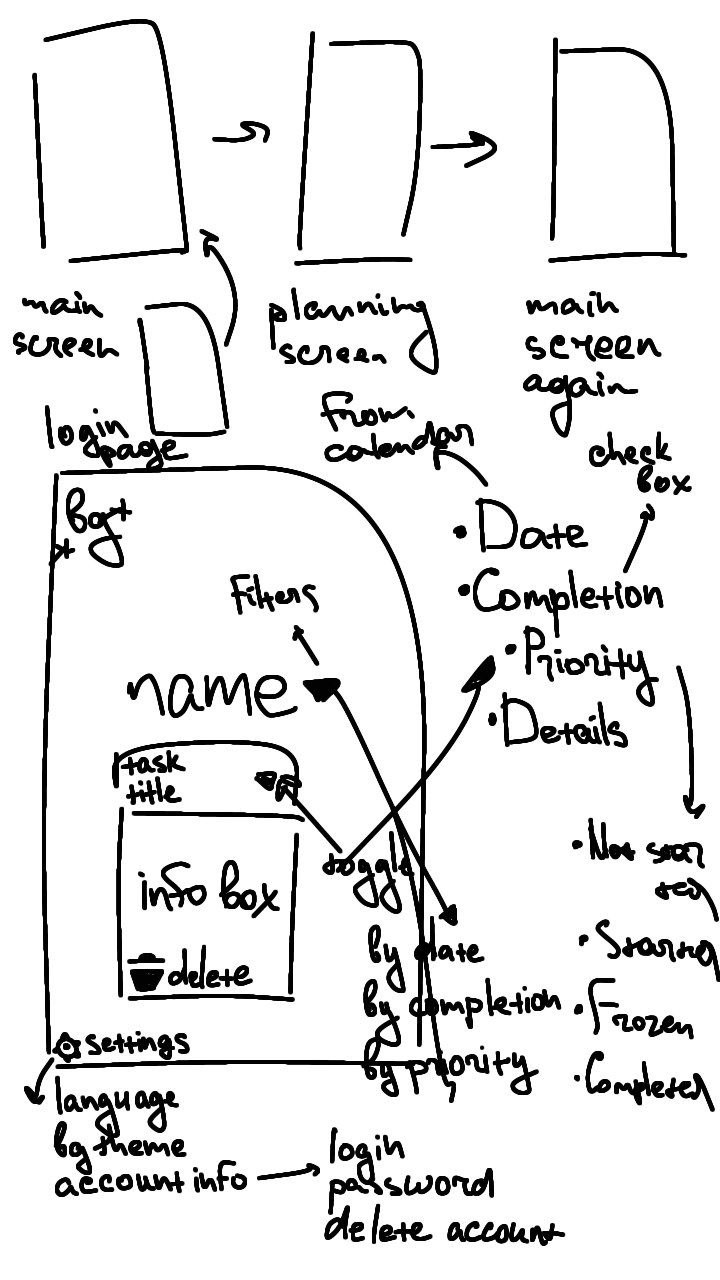 main
screen
planning
screen
main
screen
again
login
page
From
calendar
check
box
Date
Completion
Priority
Details
Filters
name
task
title
toggle
info box
delete
by date
by completion
by priority
Not star
ted
Started
Frozen
Completed
settings
language
bg theme
account info
login
password
delete account